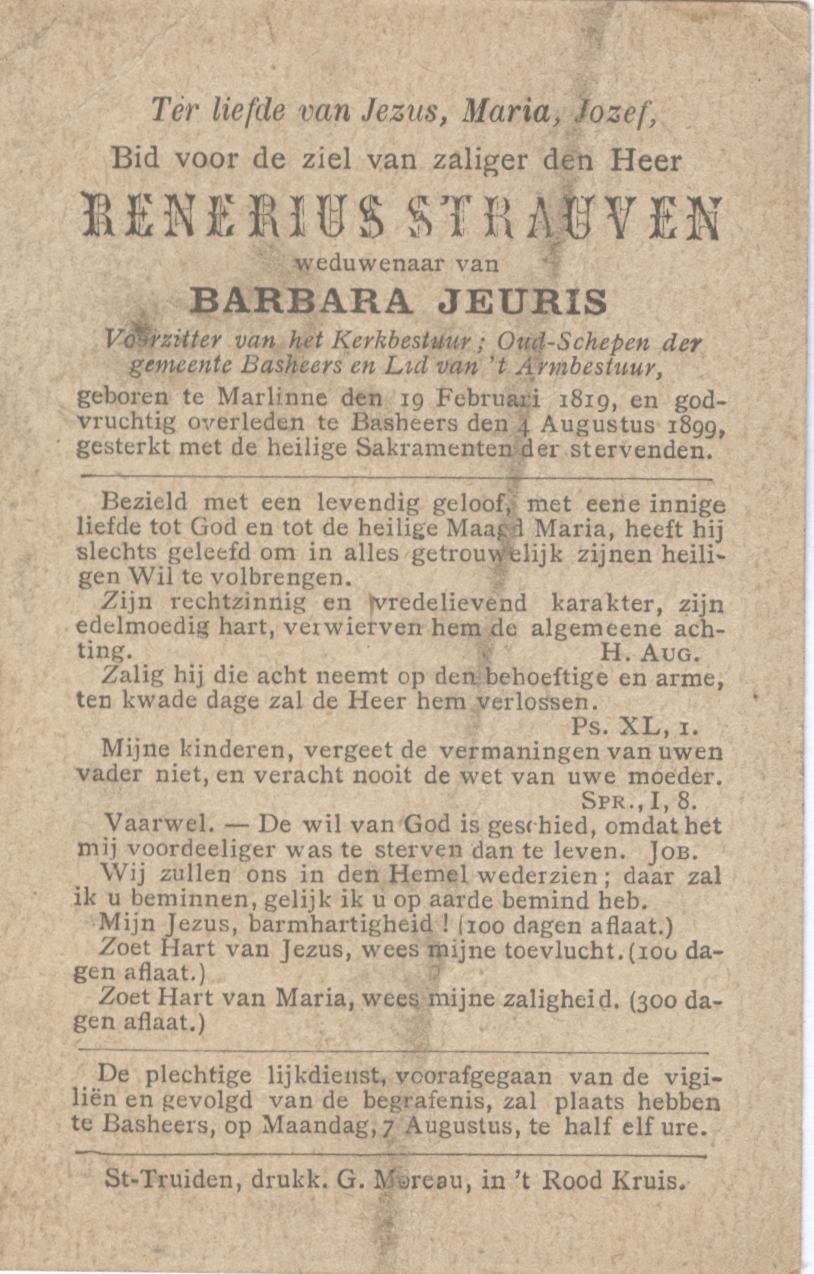 Ter liefde van Jezus, Maria, Jozef,
Bid voor de ziel van zaliger den Heer
RENERIUS STRAUVEN
weduwenaar van
BARBARA JEURIS
Voorzitter van het Kerkbestuur ; Oud-Schepen der
gemeente Basheers en Lid van 't Armbestuur,
geboren te Marlinne den 19 Februari 1819, en god-
vruchtig overleden te Basheers den 4 Augustus 1899,
gesterkt met de heilige Sakramenten der stervenden.
Bezield met een levendig geloof, met eene innige
liefde tot God en tot de heilige Maagd Maria, heeft hij
slechts geleefd om in alles getrouwelijk zijnen heili-
gen Wil te volbrengen.
Zijn rechtzinnig en vredelievend karakter, zijn
edelmoedig hart, verwierven hem de algemeene ach-
ting. H. AUG.
Zalig hij die acht neemt op den behoeftige en arme,
ten kwade dage zal de Heer hem verlossen.
Ps. XL, 1.
Mijne kinderen, vergeet de vermaningen van uwen
vader niet, en veracht nooit de wet van uwe moeder.
SPR., I, 8.
Vaarwel. — De wil van God is geschied, omdat het
mij voordeeliger was te sterven dan te leven. JOB.
Wij zullen ons in den Hemel wederzien ; daar zal
ik u beminnen, gelijk ik u op aarde bemind heb.
Mijn Jezus, barmhartigheid ! (100 dagen aflaat.)
Zoet Hart van Jezus, wees mijne toevlucht. (100 da-
gen aflaat.)
Zoet Hart van Maria, wees mijne zaligheid. (300 da-
gen aflaat.)
De plechtige lijkdienst, voorafgegaan van de vigi-
liën en gevolgd van de begrafenis, zal plaats hebben
te Basheers, op Maandag, 7 Augustus, te half elf ure.
St-Truiden, drukk. G. Moreau, in 't Rood Kruis.